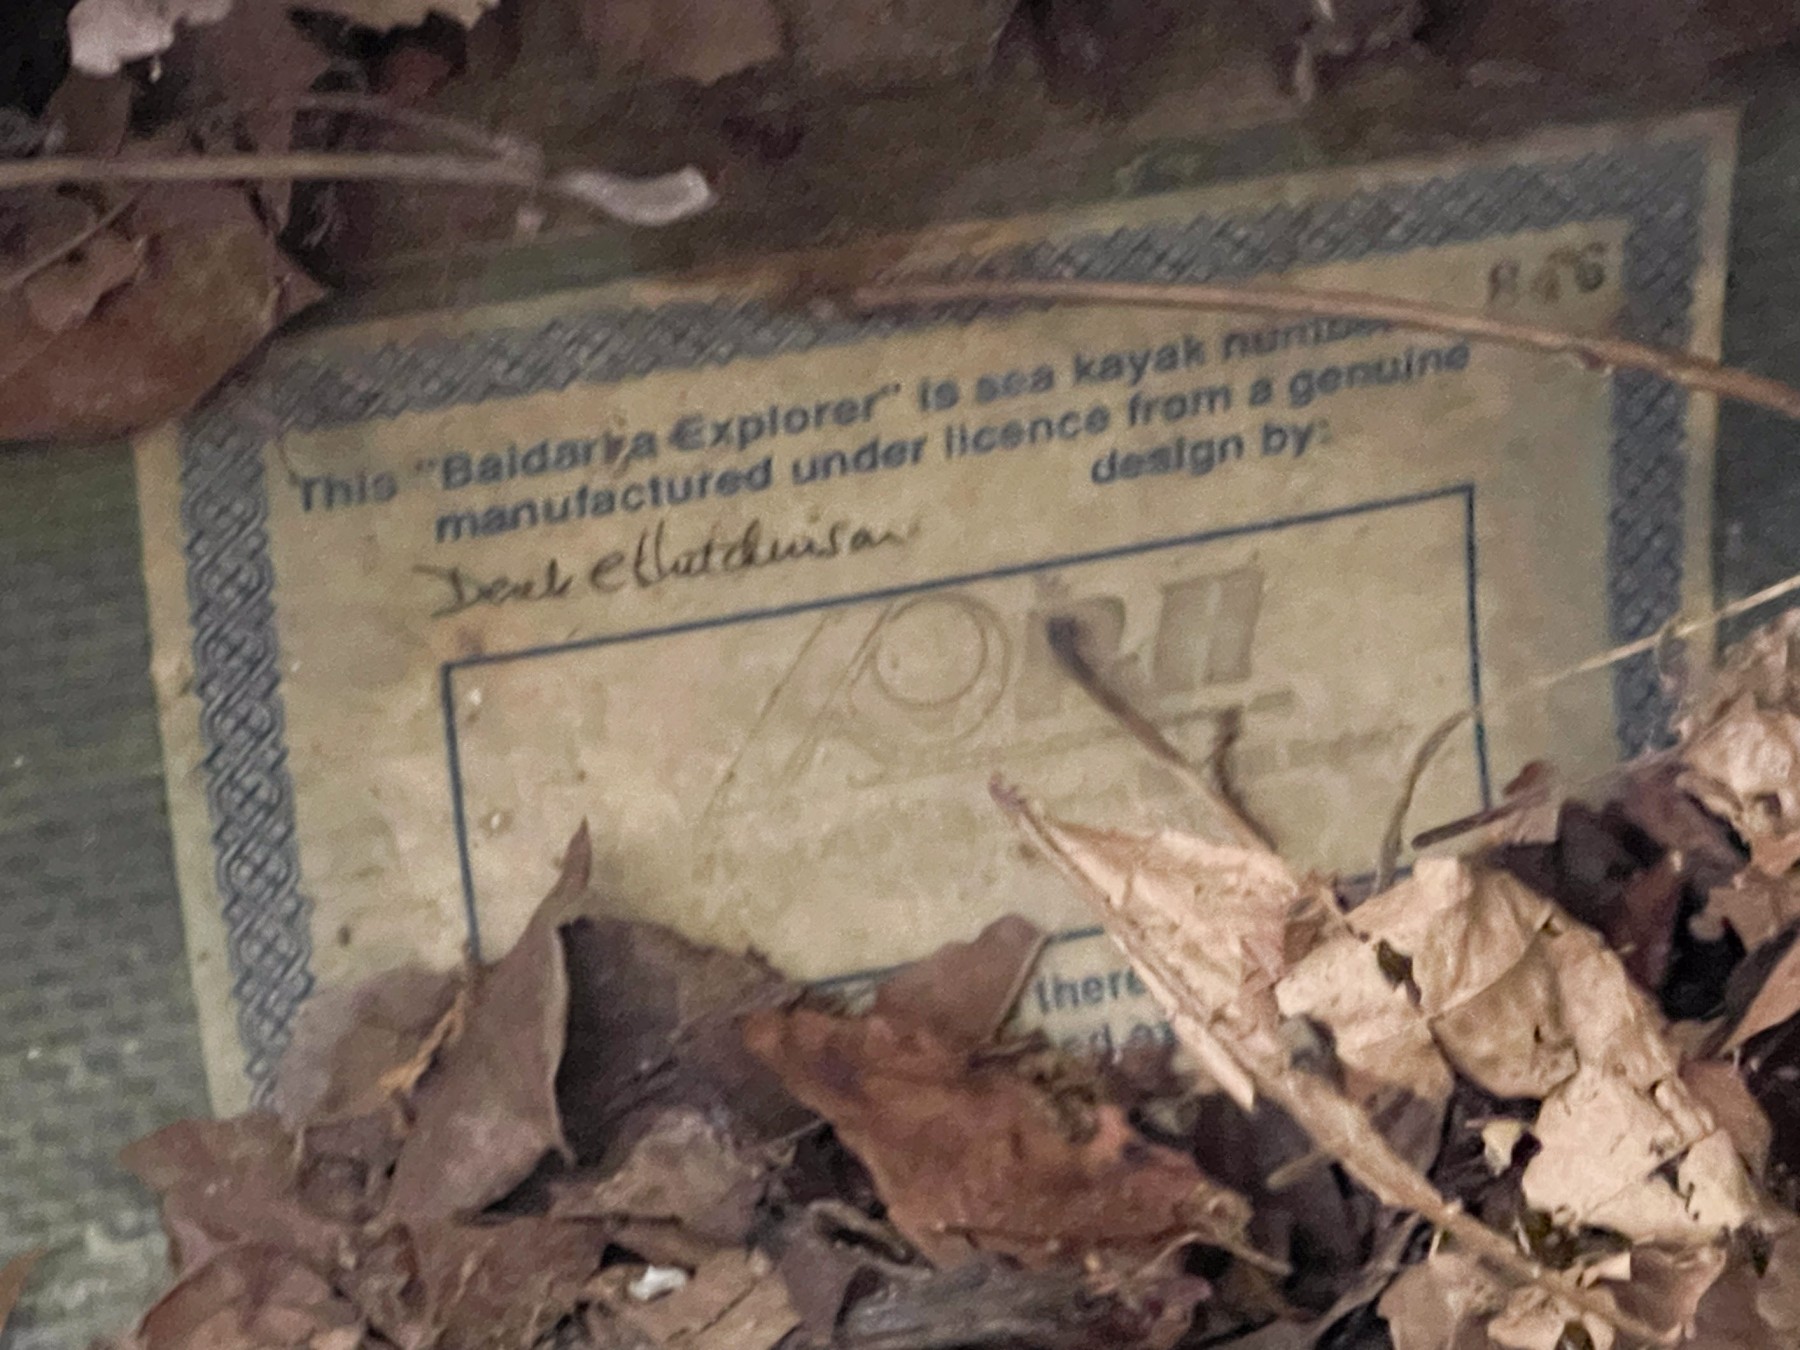 846
This "Baidarka Explorer" is sea kayak number
manufactured under licence from a genuine
design by:
Derek C Hutchinson
there